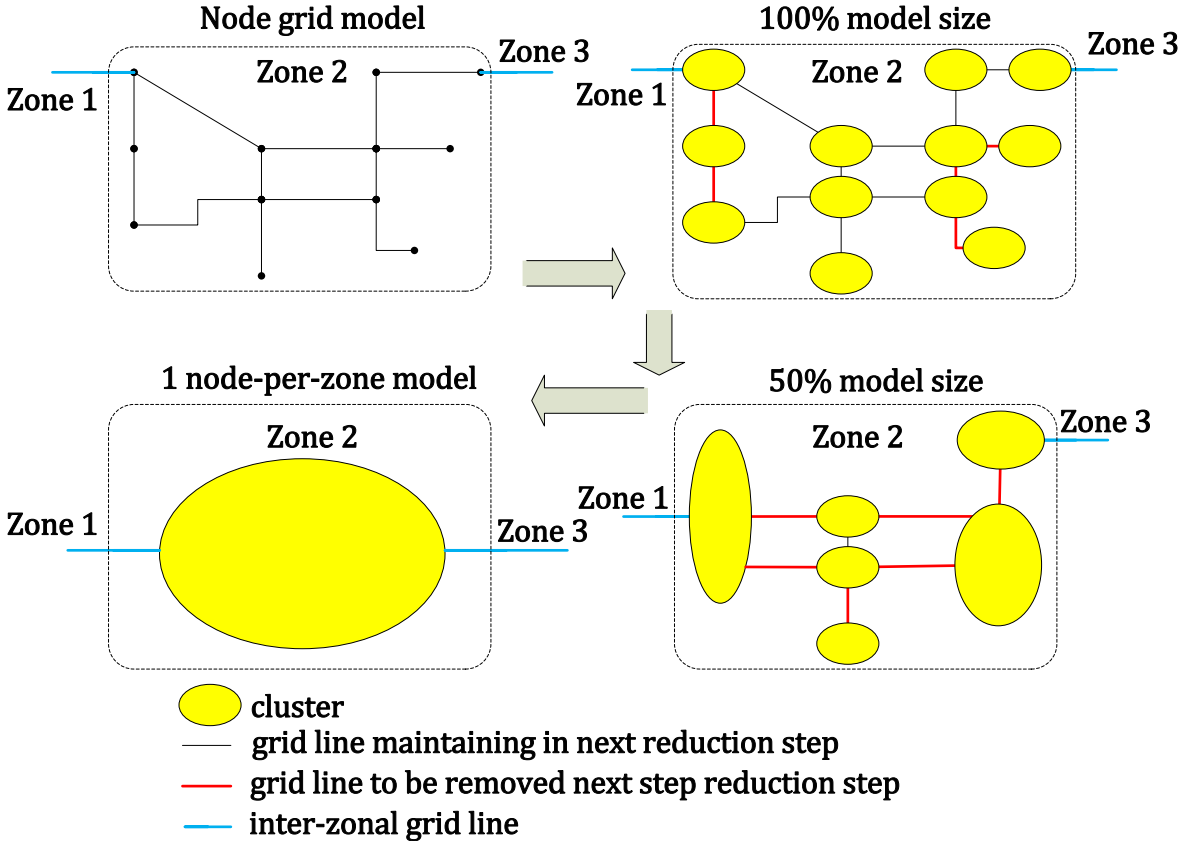 Node grid model
Zone 1
Zone 2
Zone 3
100% model size
Zone 1
Zone 2
Zone 3
1 node-per-zone model
Zone 1
Zone 2
Zone 3
50% model size
Zone 1
Zone 2
Zone 3
cluster
grid line maintaining in next reduction step
grid line to be removed next step reduction step
inter-zonal grid line